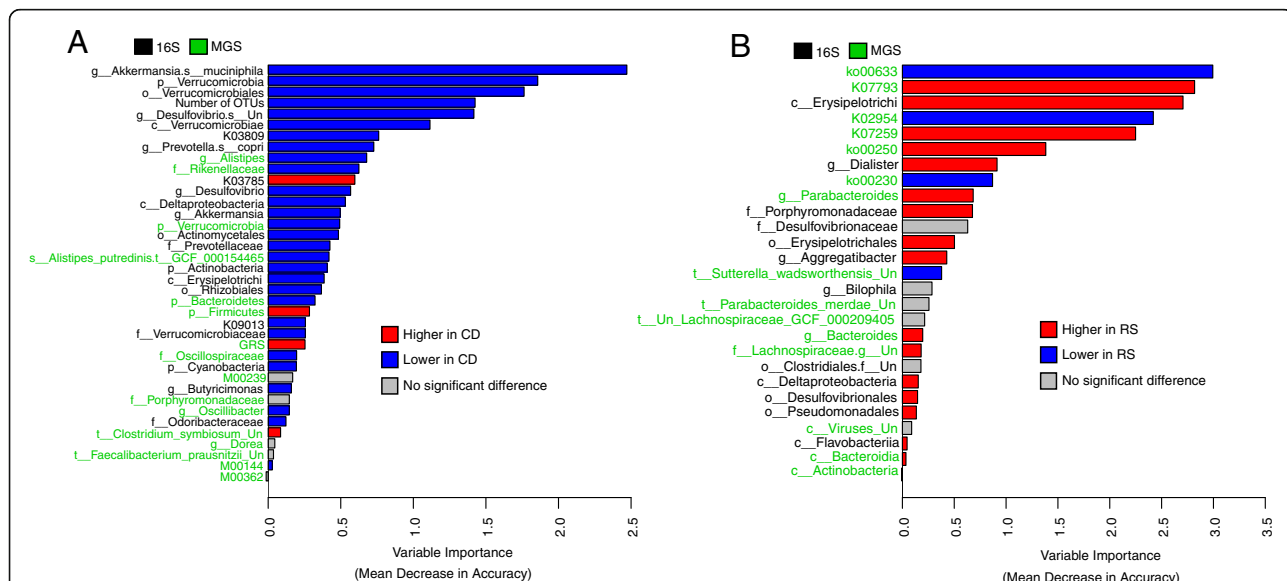 A
16S MGS
g__Akkermansia.s__muciniphila
p__Verrucomicrobia
o__Verrucomicrobiales
Number of OTUs
g__Desulfovibrio.s__Un
c__Verrucomicrobiae
K03809
g__Prevotella.s__copri
g__Alistipes
f__Rikenellaceae
K03785
g__Desulfovibrio
c__Deltaproteobacteria
g__Akkermansia
p__Verrucomicrobia
o__Actinomycetales
f__Prevotellaceae
s__Alistipes_putredinis.t__GCF_000154465
p__Actinobacteria
c__Erysipelotrichi
o__Rhizobiales
p__Bacteroidetes
p__Firmicutes
K09013
f__Verrucomicrobiaceae
GRS
f__Oscillospiraceae
p__Cyanobacteria
M00239
g__Butyricimonas
f__Porphyromonadaceae
g__Oscillibacter
f__Odoribacteraceae
t__Clostridium_symbiosum_Un
g__Dorea
t__Faecalibacterium_prausnitzii_Un
M00144
M00362
Higher in CD
Lower in CD
No significant difference
0.0 0.5 1.0 1.5 2.0 2.5
Variable Importance
(Mean Decrease in Accuracy)
B
16S MGS
ko00633
K07793
c__Erysipelotrichi
K02954
K07259
ko00250
g__Dialister
ko00230
g__Parabacteroides
f__Porphyromonadaceae
f__Desulfovibrionaceae
o__Erysipelotrichales
g__Aggregatibacter
t__Sutterella_wadsworthensis_Un
g__Bilophila
t__Parabacteroides_merdae_Un
t__Un_Lachnospiraceae_GCF_000209405
g__Bacteroides
f__Lachnospiraceae.g__Un
o__Clostridiales.f__Un
c__Deltaproteobacteria
o__Desulfovibrionales
o__Pseudomonadales
c__Viruses_Un
c__Flavobacteriia
c__Bacteroidia
c__Actinobacteria
Higher in RS
Lower in RS
No significant difference
0.0 0.5 1.0 1.5 2.0 2.5 3.0 3.5
Variable Importance
(Mean Decrease in Accuracy)